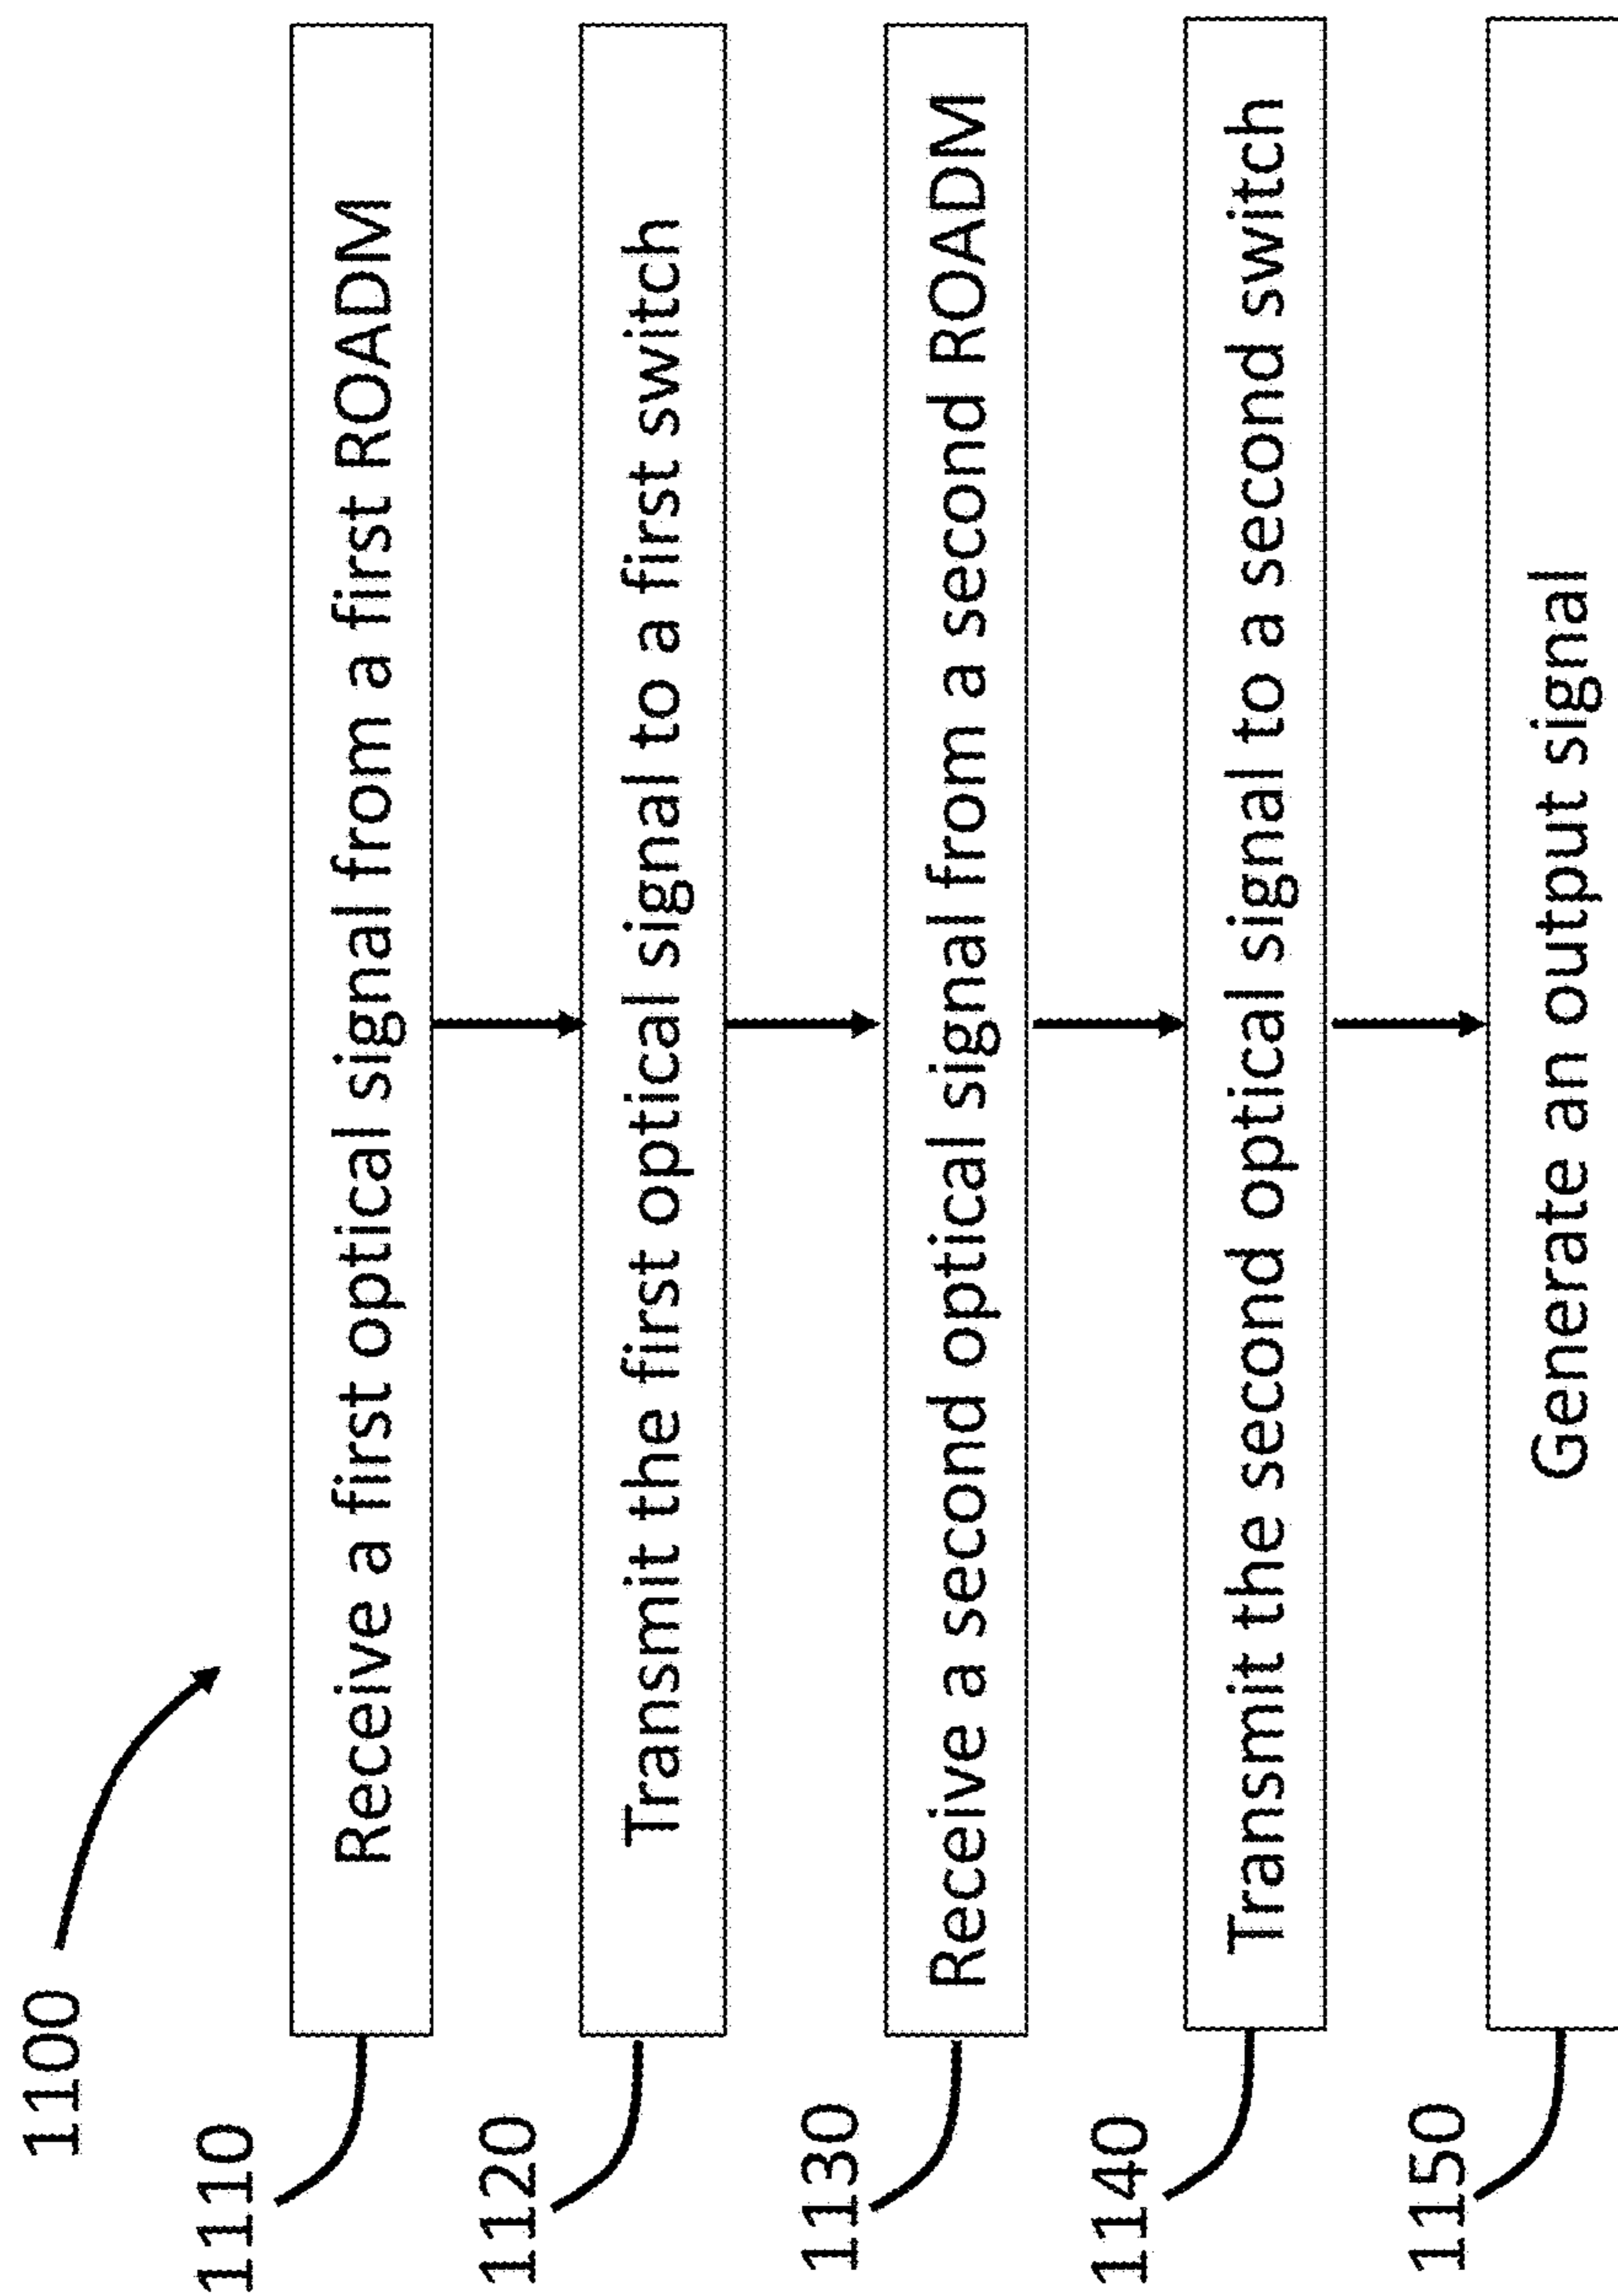 1100
1110
Receive a first optical signal from a first ROADM
1120
Transmit the first optical signal to a first switch
1130
Receive a second optical signal from a second ROADM
1140
Transmit the second optical signal to a second switch
1150
Generate an output signal